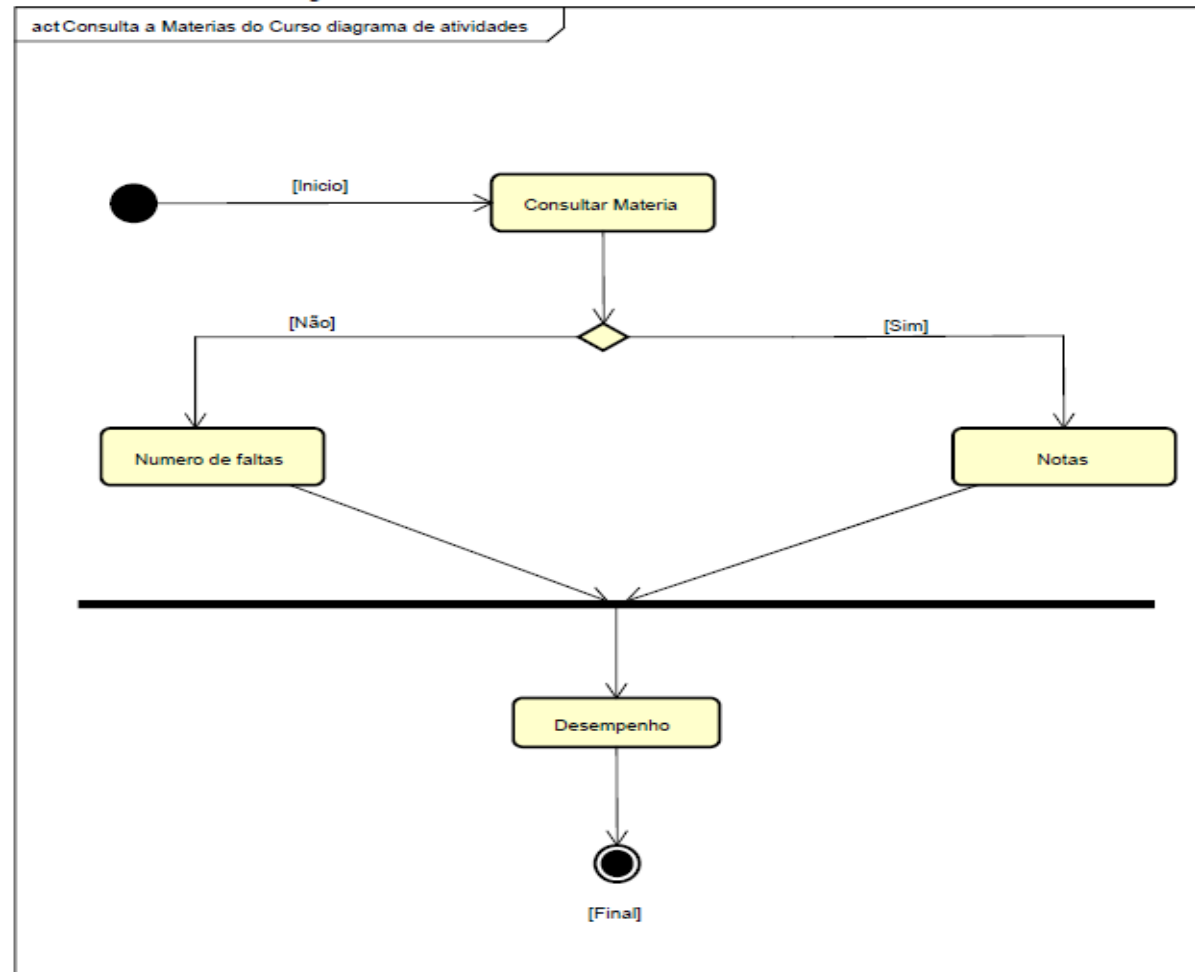 act Consulta a Materias do Curso diagrama de atividades
[Inicio]
Consultar Materia
[Não]
[Sim]
Numero de faltas
Notas
Desempenho
[Final]